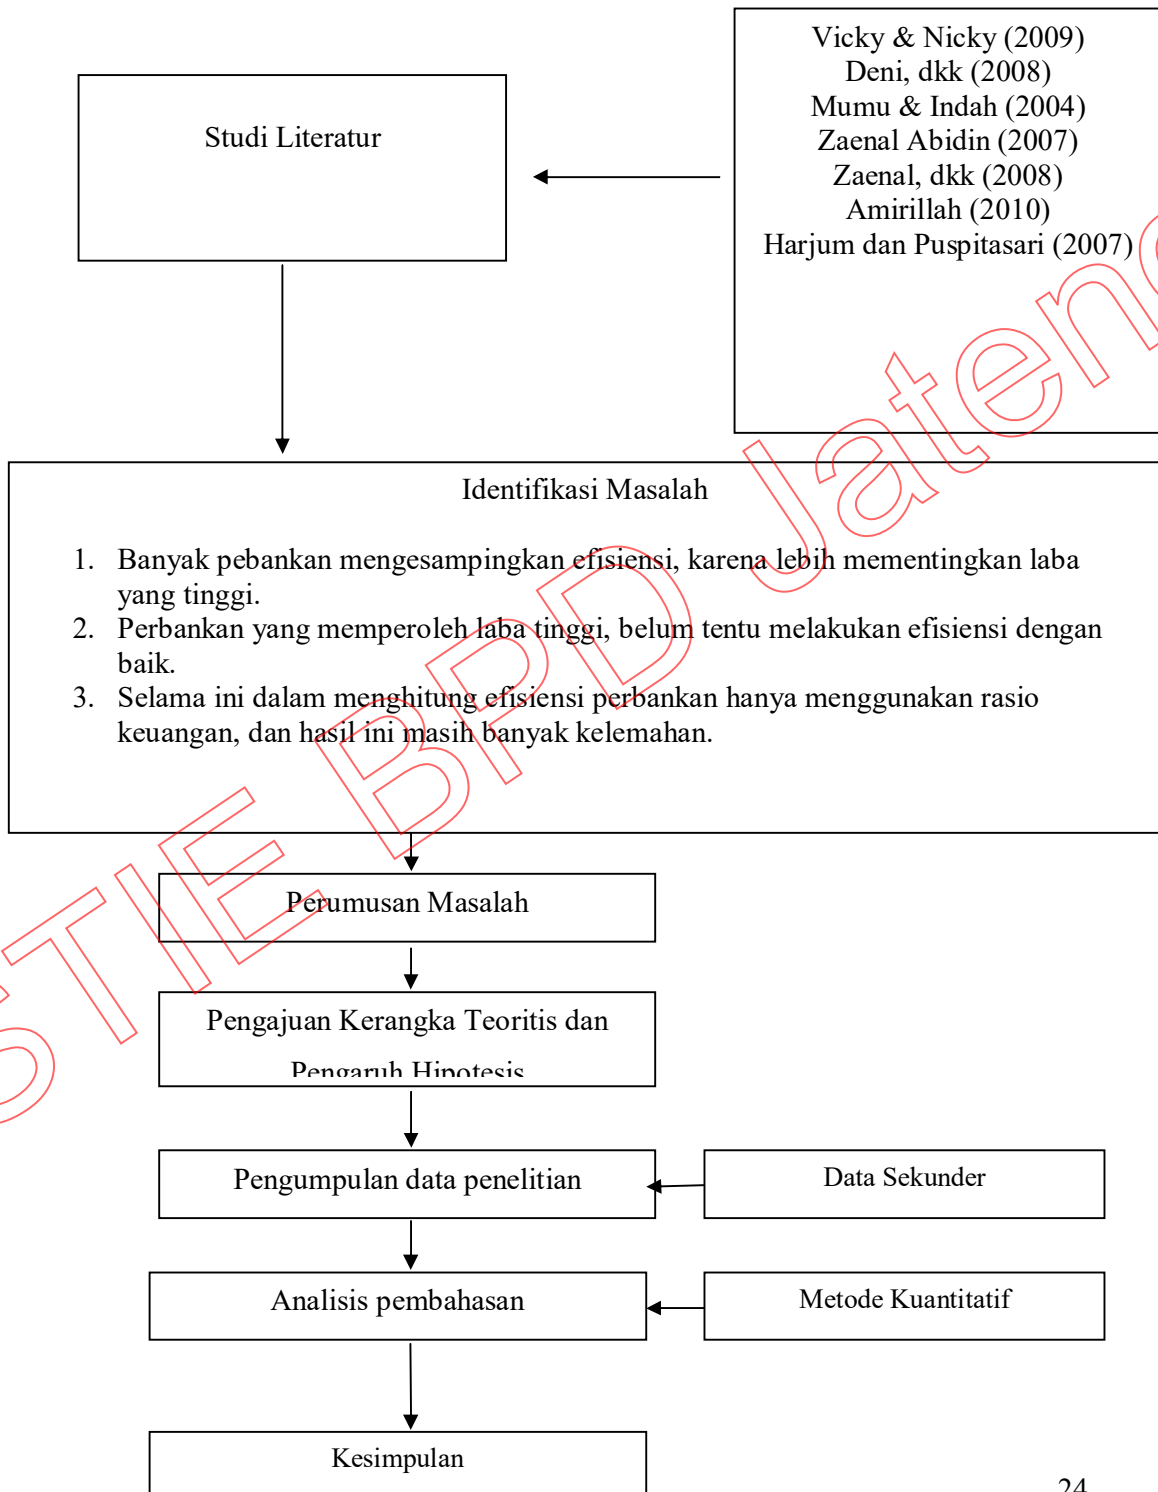 Vicky & Nicky (2009)
Deni, dkk (2008)
Mumu & Indah (2004)
Zaenal Abidin (2007)
Zaenal, dkk (2008)
Amirillah (2010)
Harjum dan Puspitasari (2007)
Studi Literatur
Identifikasi Masalah
1. Banyak pebankan mengesampingkan efisiensi, karena lebih mementingkan laba
yang tinggi.
2. Perbankan yang memperoleh laba tinggi, belum tentu melakukan efisiensi dengan
baik.
3. Selama ini dalam menghitung efisiensi perbankan hanya menggunakan rasio
keuangan, dan hasil ini masih banyak kelemahan.
Perumusan Masalah
Pengajuan Kerangka Teoritis dan
Pengaruh Hipotesis
Pengumpulan data penelitian
Data Sekunder
Analisis pembahasan
Metode Kuantitatif
Kesimpulan
24
STIE BPD Jateng